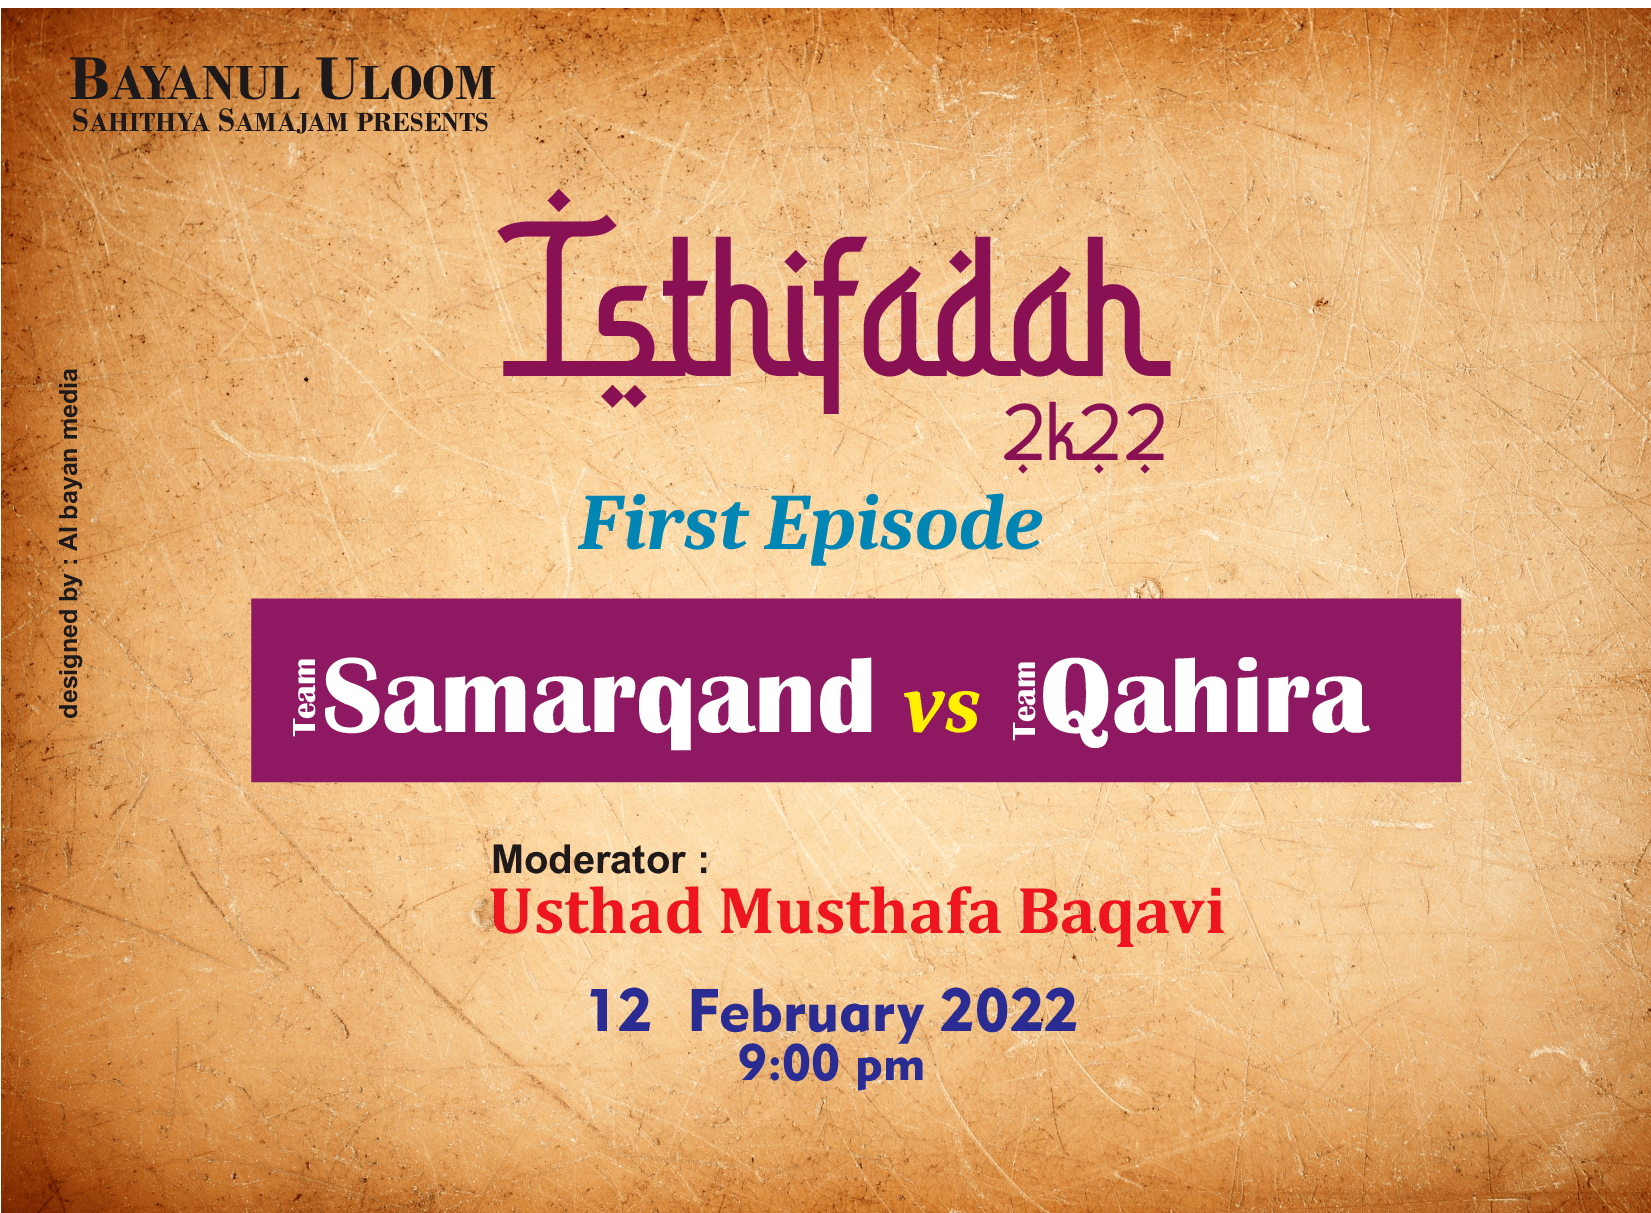 BAYANUL ULOOM
SAHITHYA SAMAJAM PRESENTS
Isthifadah
2k22
First Episode
Team Samarqand vs Team Qahira
Moderator :
Usthad Musthafa Baqavi
12 February 2022
9:00 pm
designed by : Al bayan media